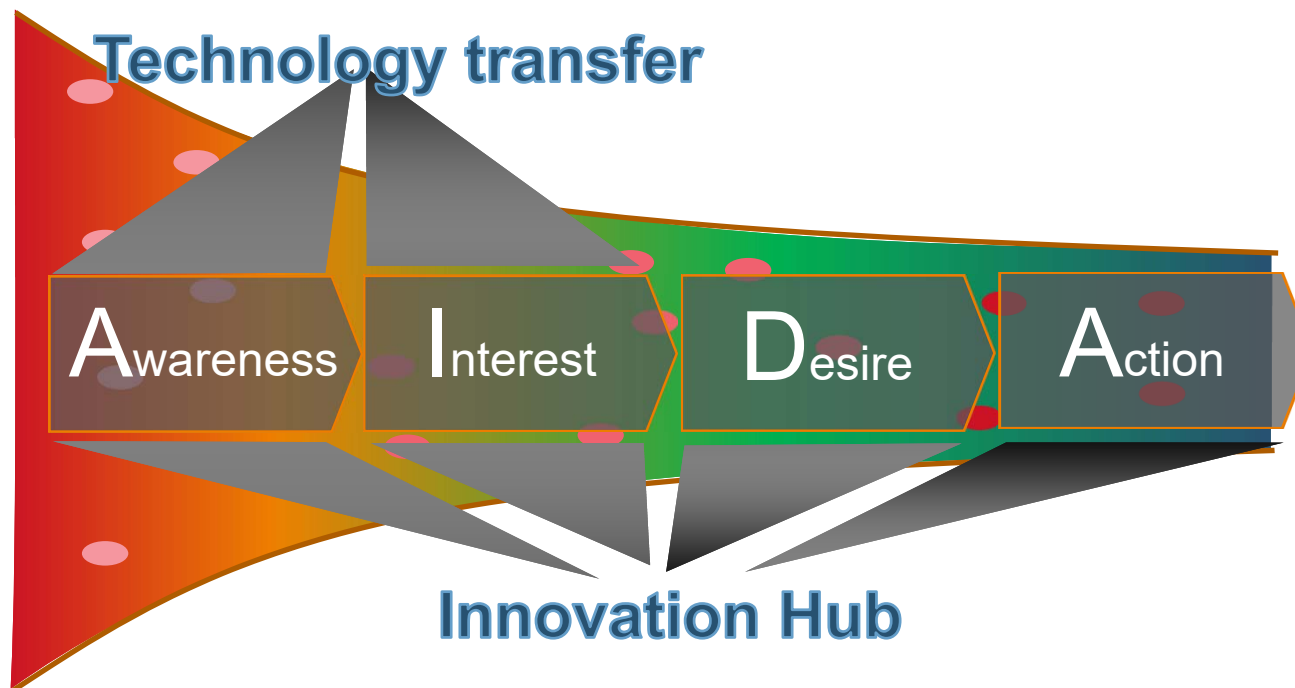 Technology transfer
Awareness
Interest
Desire
Action
Innovation Hub